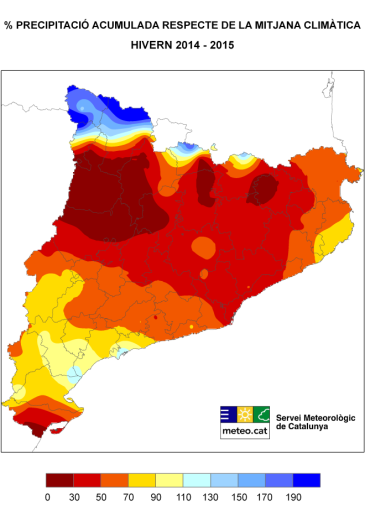 % PRECIPITACIÓ ACUMULADA RESPECTE DE LA MITJANA CLIMÀTICA
HIVERN 2014 - 2015
meteo.cat
Servei Meteorològic
de Catalunya
0 30 50 70 90 110 130 150 170 190